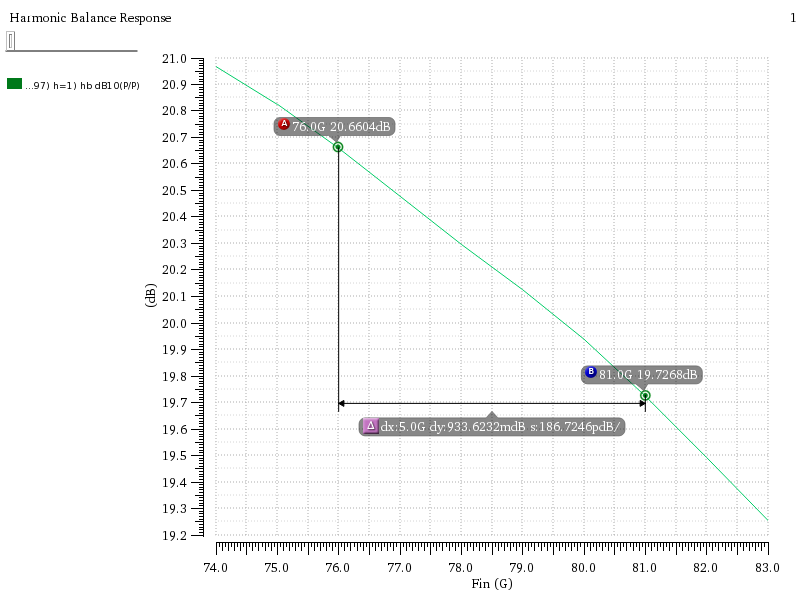 Harmonic Balance Response
1
...97) h=1) hb dB10(P/P)
21.0
20.9
20.8
20.7
20.6
20.5
20.4
20.3
20.2
20.1
20.0
19.9
19.8
19.7
19.6
19.5
19.4
19.3
19.2
(dB)
A 76.0G 20.6604dB
B 81.0G 19.7268dB
Δ dx:5.0G dy:933.6232mdB s:186.7246pdB/
74.0 75.0 76.0 77.0 78.0 79.0 80.0 81.0 82.0 83.0
Fin (G)